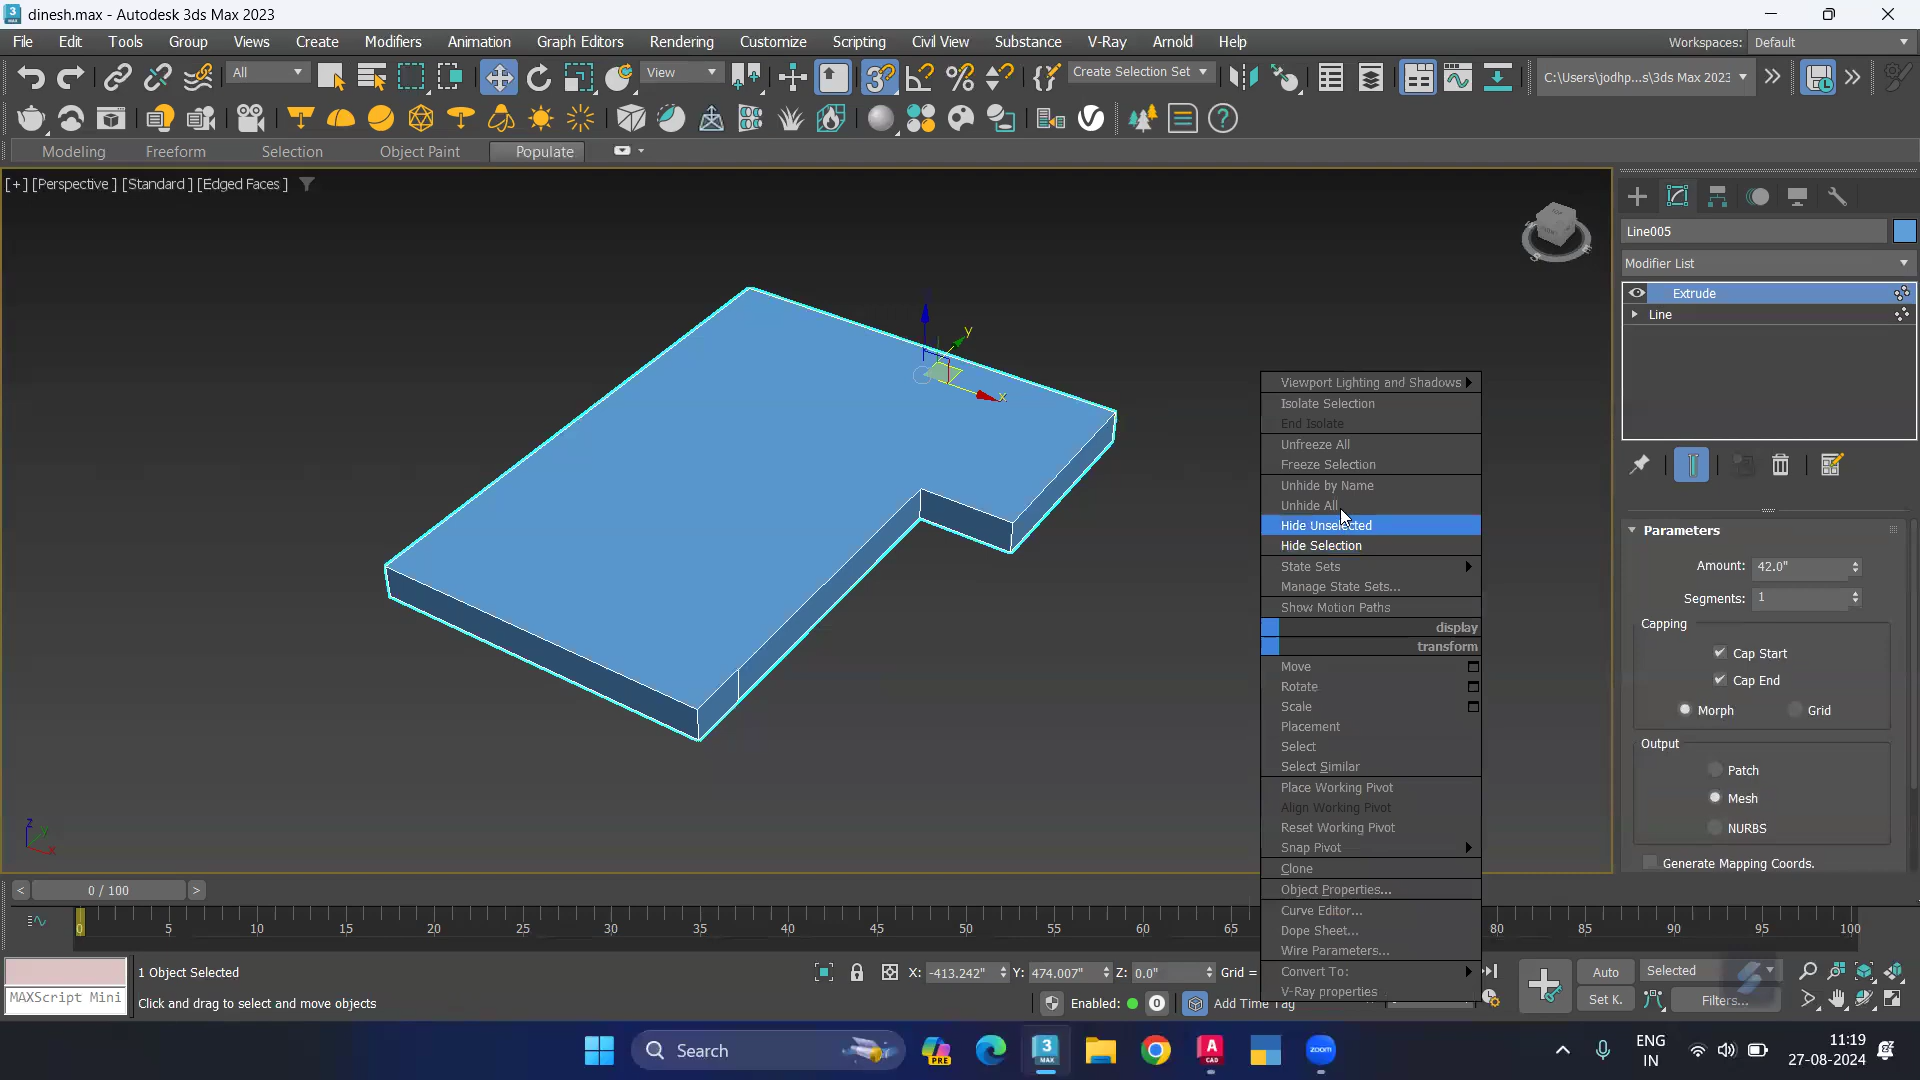 dinesh.max - Autodesk 3ds Max 2023
File Edit Tools Group Views Create Modifiers Animation Graph Editors Rendering Customize Scripting Civil View Substance V-Ray Arnold Help Workspaces: Default
All View Create Selection Set C:\Users\jodhp...s\3ds Max 2023
Modeling Freeform Selection Object Paint Populate
[+] [Perspective ] [Standard ] [Edged Faces ]
Line005
Modifier List
Extrude
Line
z
y
x
Viewport Lighting and Shadows
Isolate Selection
End Isolate
Unfreeze All
Freeze Selection
Unhide by Name
Unhide All
Hide Unselected
Hide Selection
State Sets
Manage State Sets...
Show Motion Paths
display
transform
Move
Rotate
Scale
Placement
Select
Select Similar
Place Working Pivot
Align Working Pivot
Reset Working Pivot
Snap Pivot
Clone
Object Properties...
Curve Editor...
Dope Sheet...
Wire Parameters...
Convert To:
V-Ray properties
Parameters
Amount: 42.0"
Segments: 1
Capping
Cap Start
Cap End
Morph Grid
Output
Patch
Mesh
NURBS
Generate Mapping Coords.
z
y
x
< 0 / 100 >
0 5 10 15 20 25 30 35 40 45 50 55 60 65 80 85 90 95 100
1 Object Selected X: -413.242" Y: 474.007" Z: 0.0" Grid = Auto Selected
MAXScript Mini Click and drag to select and move objects Enabled: 0 Add Time Tag Set K. Filters...
Search
PRE
3
MAX
A
CAD
zoom
ENG
IN
11:19
27-08-2024